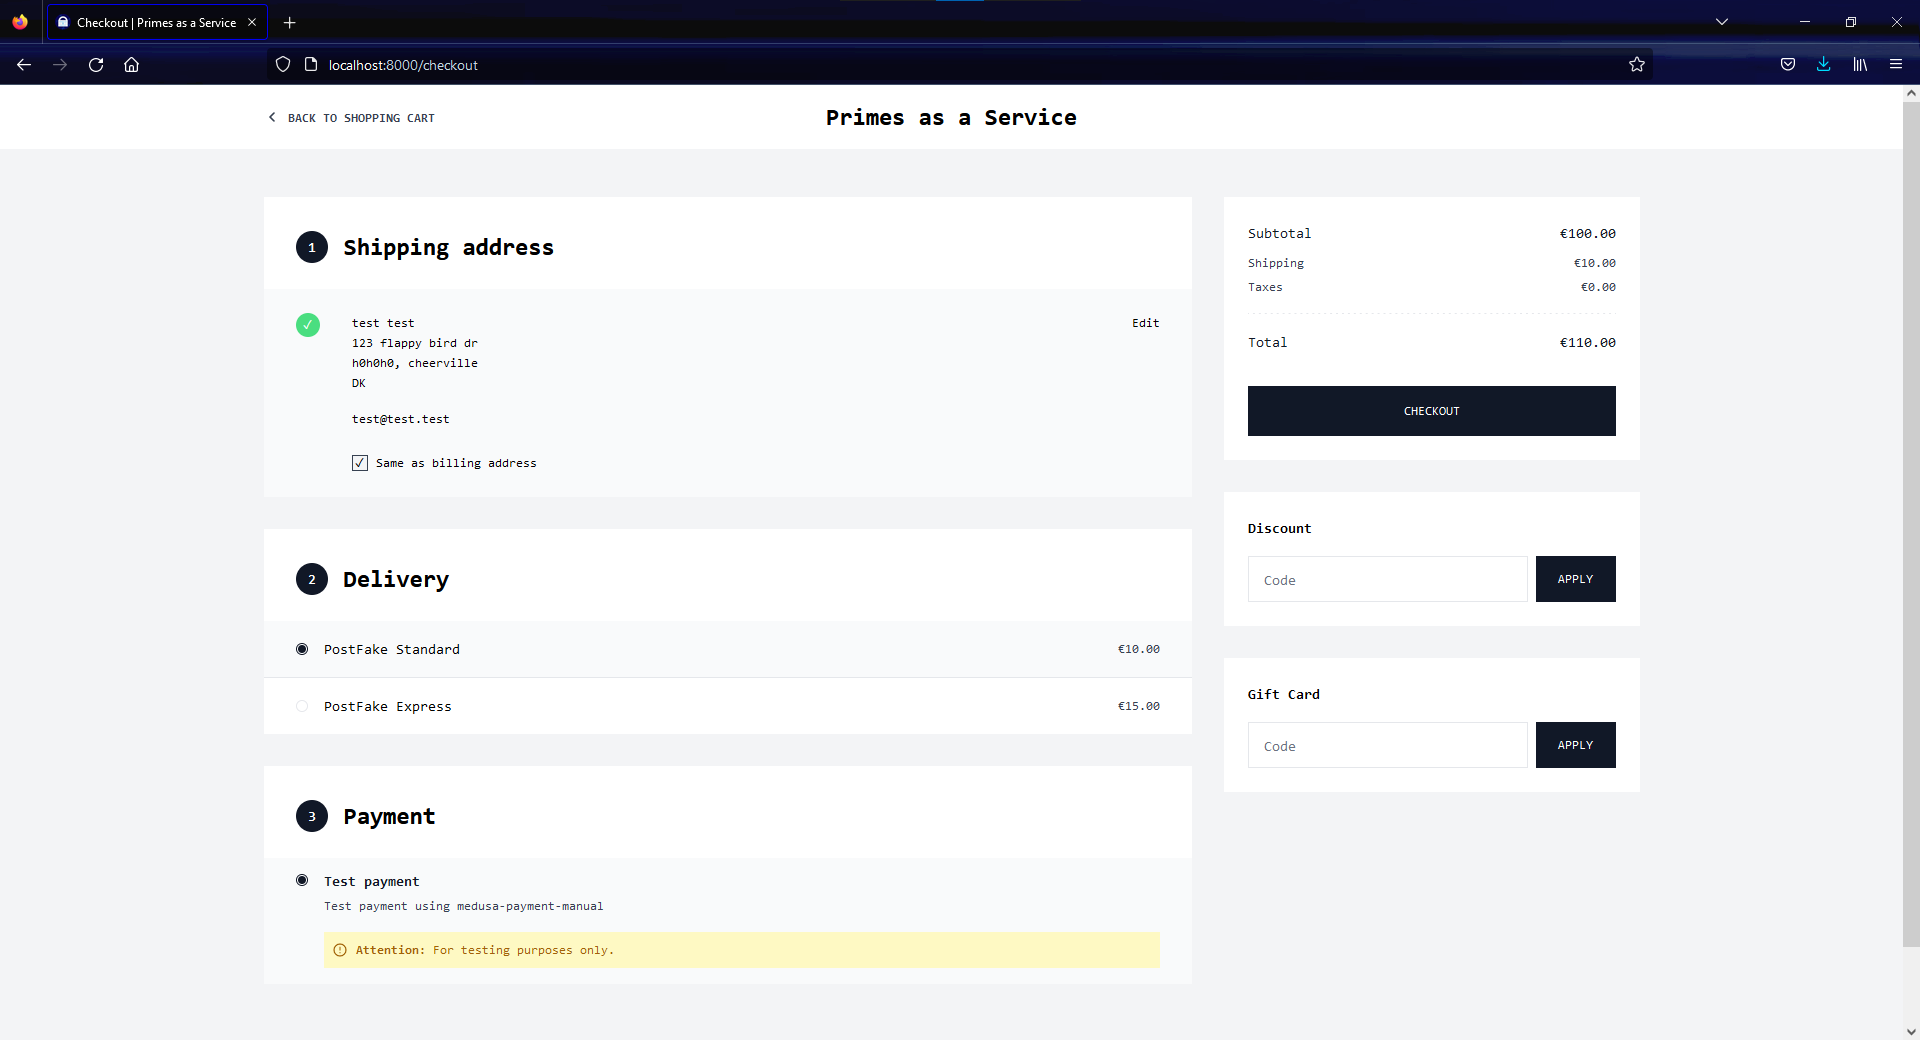 Checkout | Primes as a Service
localhost:8000/checkout
BACK TO SHOPPING CART
Primes as a Service
1 Shipping address
test test
Edit
123 flappy bird dr
h0h0h0, cheerville
DK
test@test.test
Same as billing address
2 Delivery
PostFake Standard €10.00
PostFake Express €15.00
3 Payment
Test payment
Test payment using medusa-payment-manual
Attention: For testing purposes only.
Subtotal €100.00
Shipping €10.00
Taxes €0.00
Total €110.00
CHECKOUT
Discount
Code APPLY
Gift Card
Code APPLY